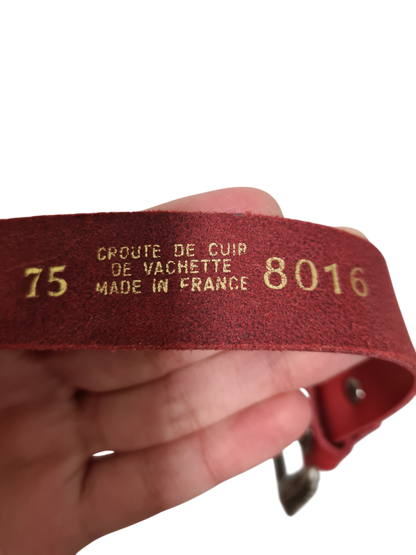 75
CROUTE DE CUIR
DE VACHETTE
MADE IN FRANCE
8016